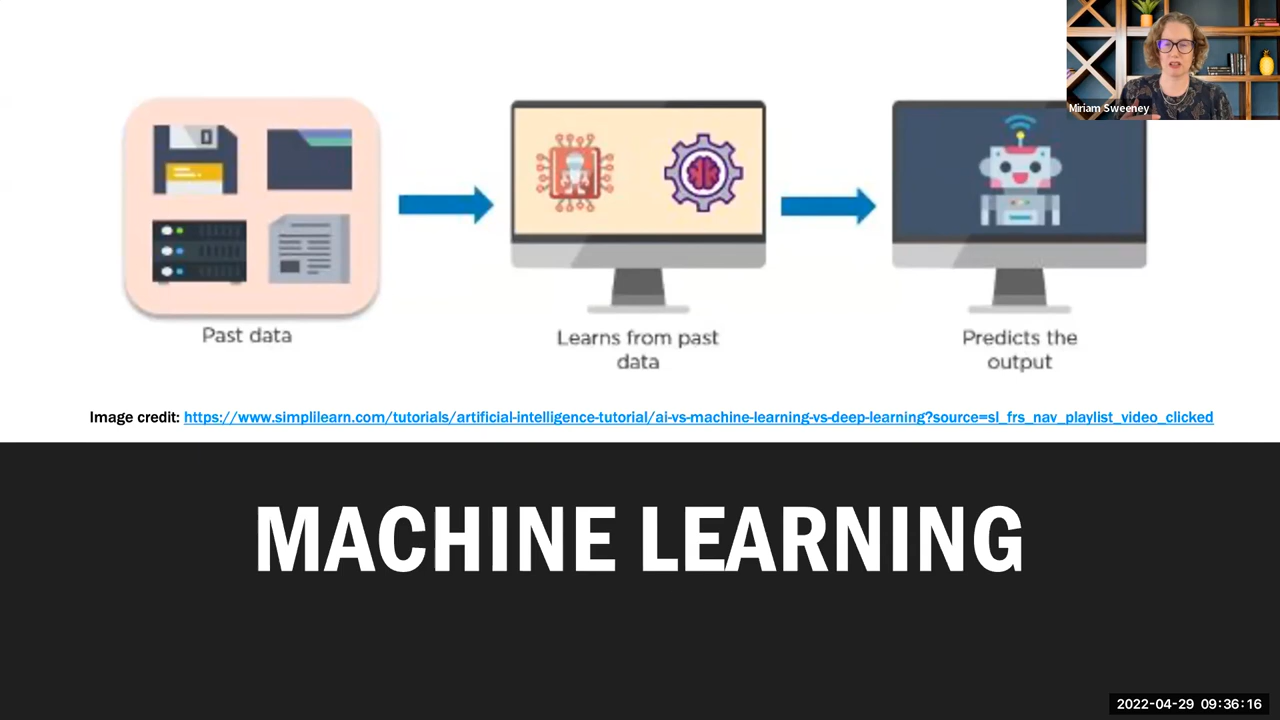 Miriam Sweeney
Past data
Learns from past
data
Predicts the
output
Image credit: https://www.simplilearn.com/tutorials/artificial-intelligence-tutorial/ai-vs-machine-learning-vs-deep-learning?source=sl_frs_nav_playlist_video_clicked
MACHINE LEARNING
2022-04-29 09:36:16